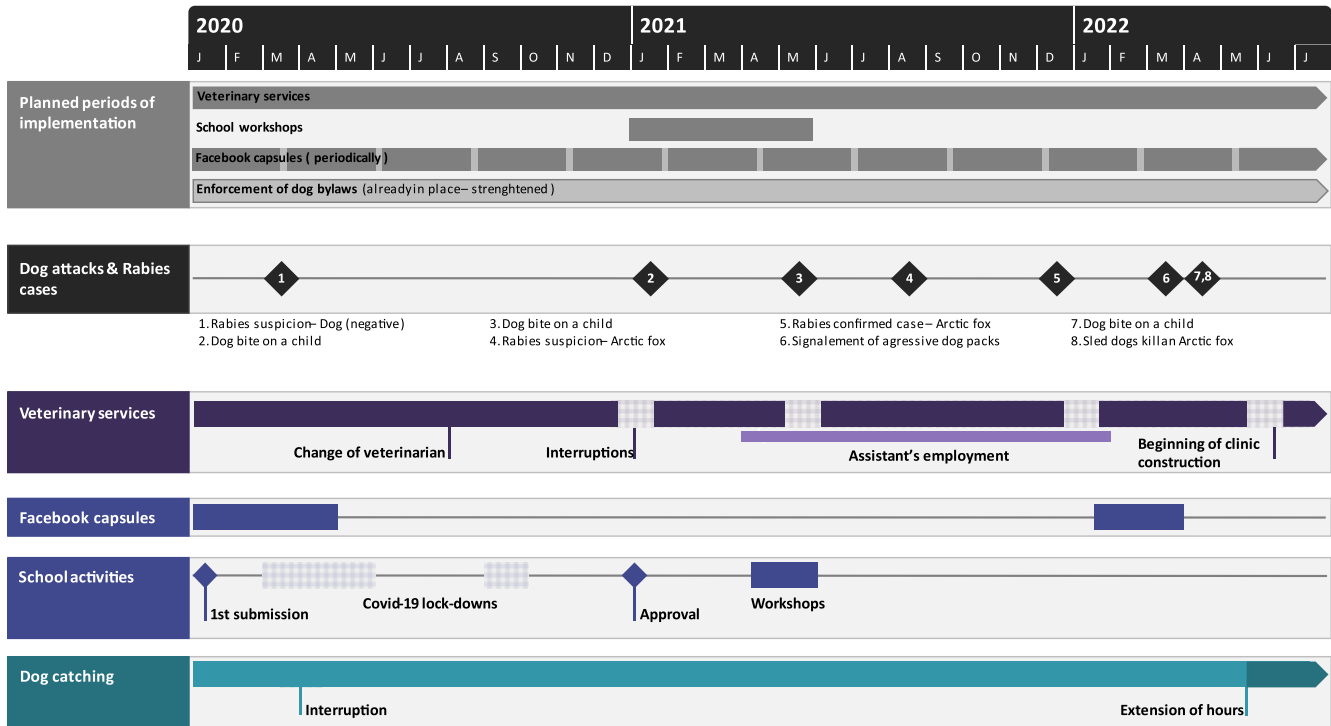 2020 2021 2022
J F M A M J J A S O N D J F M A M J J A S O N D J F M A M J J
Planned periods of
implementation
Veterinary services
School workshops
Facebook capsules ( periodically )
Enforcement of dog bylaws (already in place – strenghtened )
Dog attacks & Rabies
cases
1 2 3 4 5 6 7,8
1. Rabies suspicion – Dog (negative)
2. Dog bite on a child
3. Dog bite on a child
4. Rabies suspicion – Arctic fox
5. Rabies confirmed case – Arctic fox
6. Signalement of agressive dog packs
7. Dog bite on a child
8. Sled dogs kill an Arctic fox
Veterinary services
Change of veterinarian
Interruptions
Assistant's employment
Beginning of clinic
construction
Facebook capsules
School activities
1st submission
Covid-19 lock-downs
Approval
Workshops
Dog catching
Interruption
Extension of hours